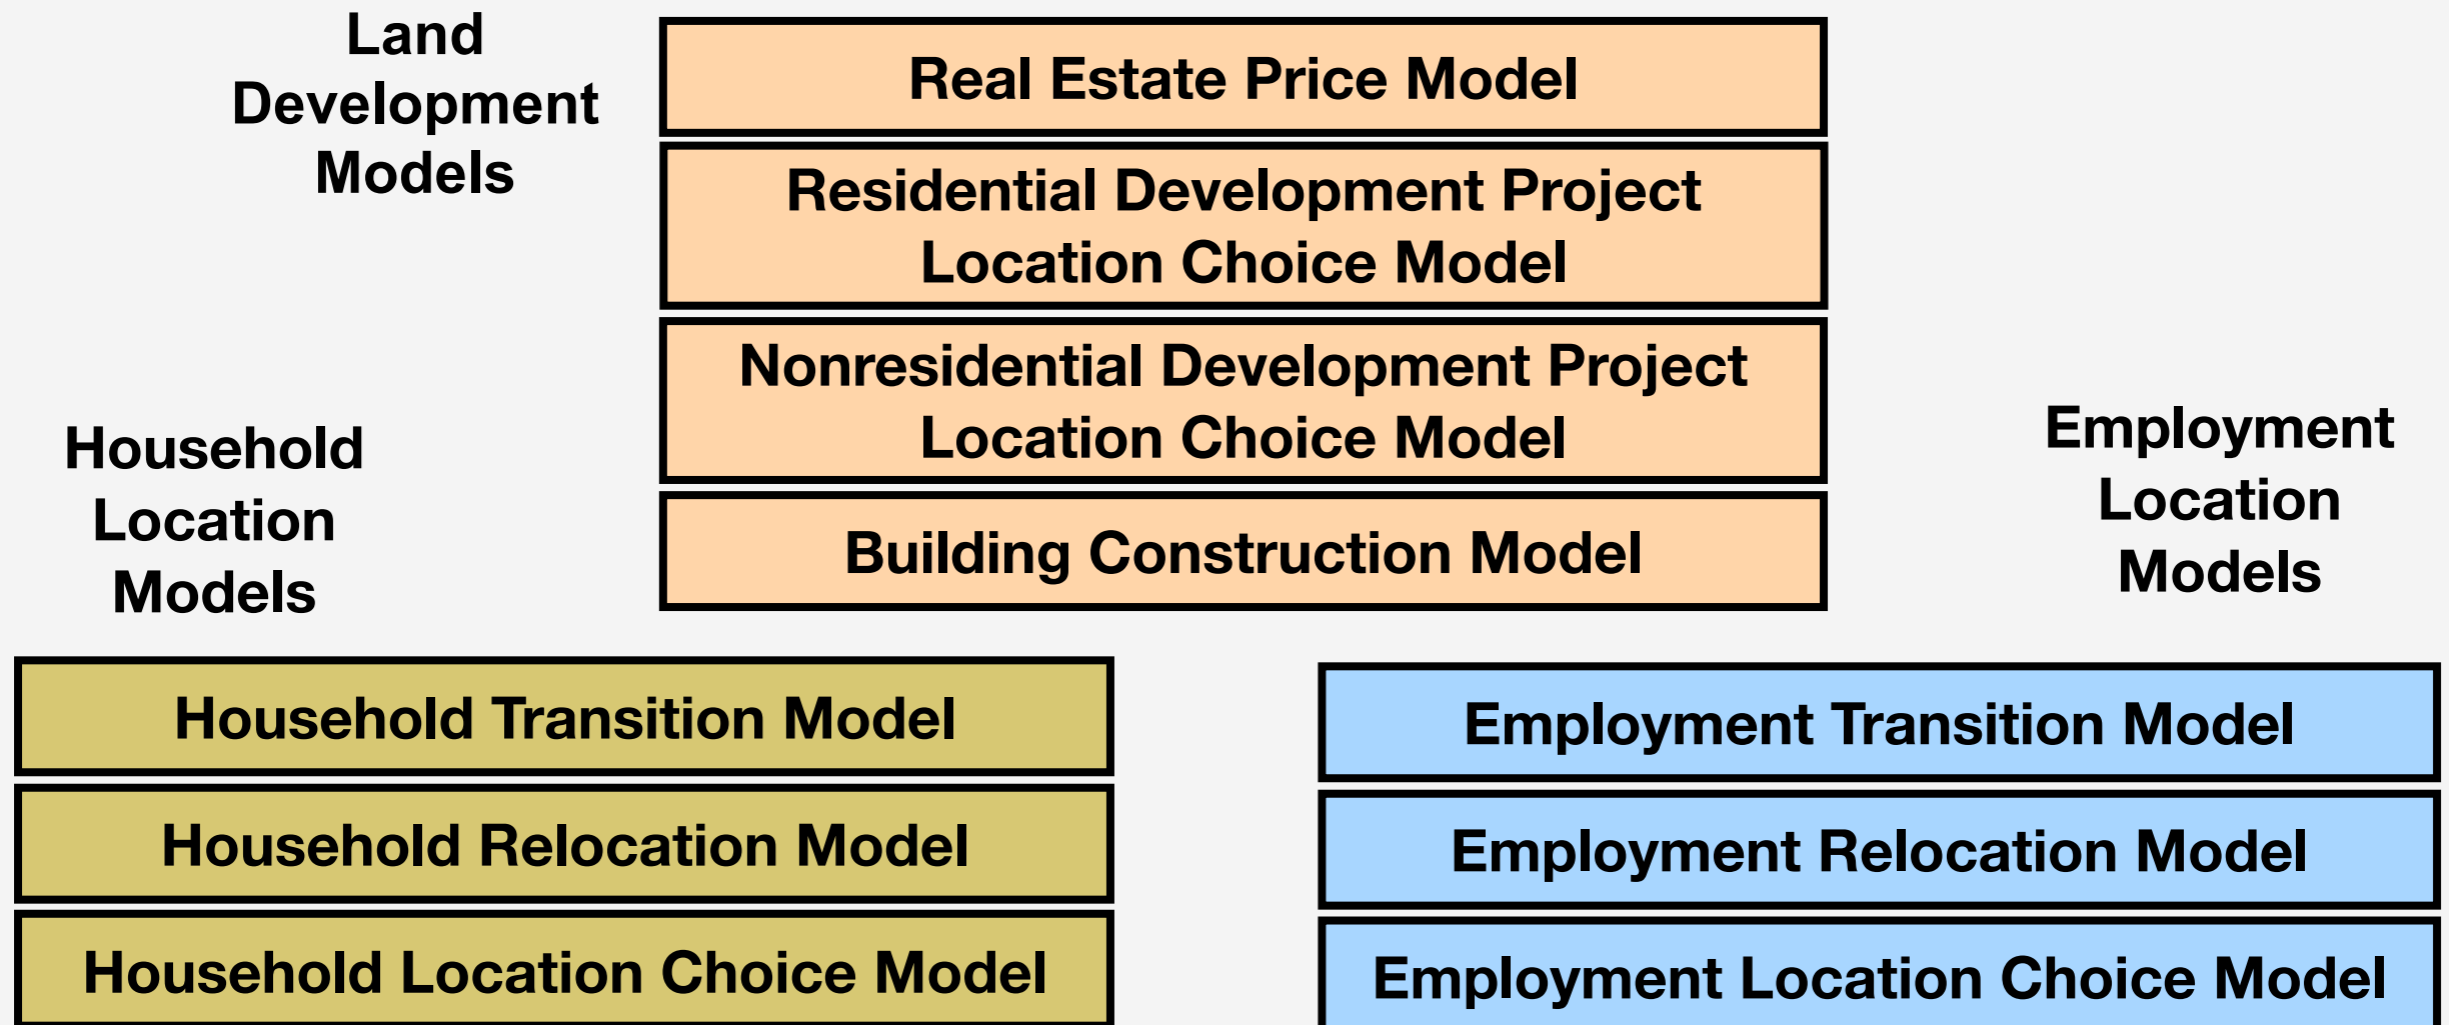 Land
Development
Models
Real Estate Price Model
Residential Development Project
Location Choice Model
Nonresidential Development Project
Location Choice Model
Building Construction Model
Household
Location
Models
Employment
Location
Models
Household Transition Model
Household Relocation Model
Household Location Choice Model
Employment Transition Model
Employment Relocation Model
Employment Location Choice Model